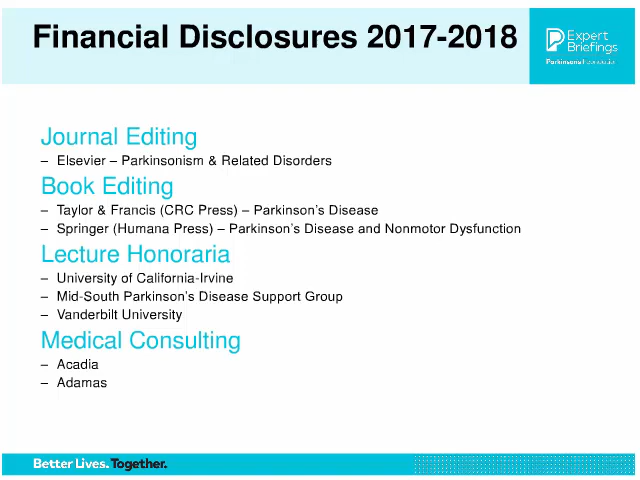 Financial Disclosures 2017-2018
Expert
Briefings
Parkinson's Foundation
Journal Editing
– Elsevier – Parkinsonism & Related Disorders
Book Editing
– Taylor & Francis (CRC Press) – Parkinson's Disease
– Springer (Humana Press) – Parkinson's Disease and Nonmotor Dysfunction
Lecture Honoraria
– University of California-Irvine
– Mid-South Parkinson's Disease Support Group
– Vanderbilt University
Medical Consulting
– Acadia
– Adamas
Better Lives. Together.